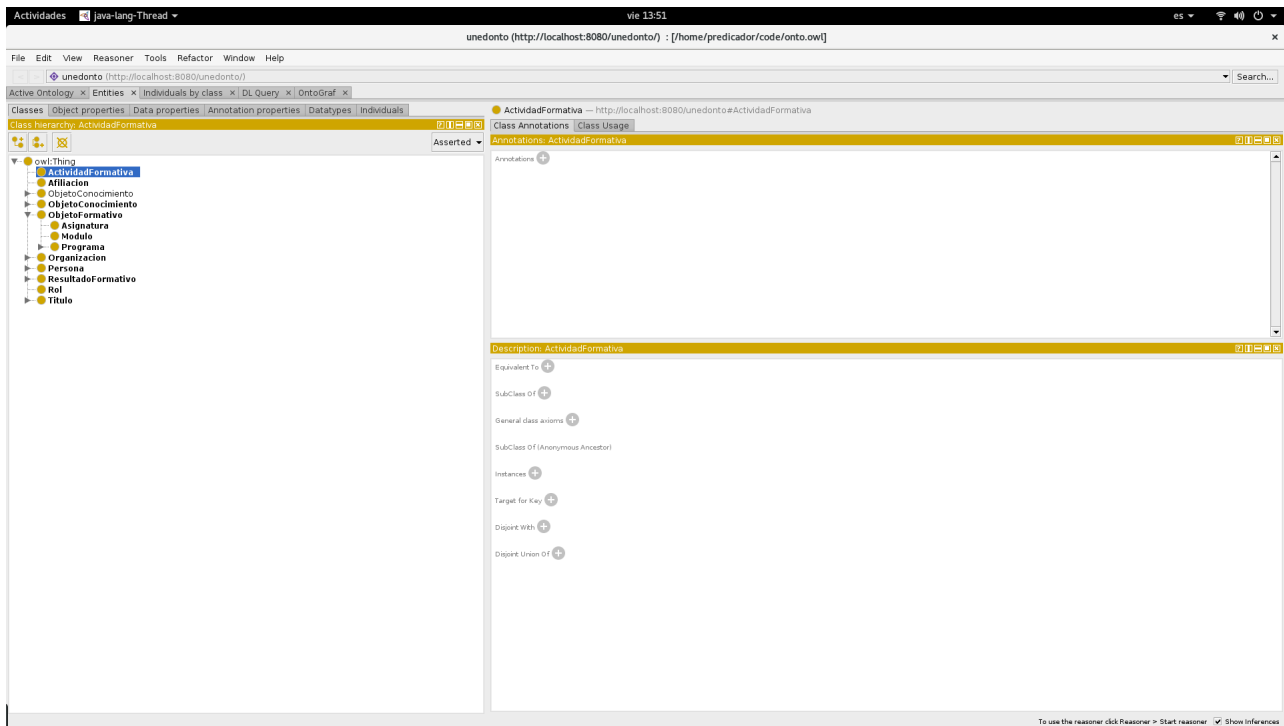 Actividades java-lang-Thread vie 13:51 es
unedonto (http://localhost:8080/unedonto/) : [/home/predicador/code/onto.owl] ×
File Edit View Reasoner Tools Refactor Window Help
< > unedonto (http://localhost:8080/unedonto/) Search...
Active Ontology × Entities × Individuals by class × DL Query × OntoGraf ×
Classes Object properties Data properties Annotation properties Datatypes Individuals
Class hierarchy: ActividadFormativa
Asserted
owl:Thing
ActividadFormativa
Afiliacion
ObjetoConocimiento
ObjetoConocimiento
ObjetoFormativo
Asignatura
Modulo
Programa
Organizacion
Persona
ResultadoFormativo
Rol
Titulo
ActividadFormativa — http://localhost:8080/unedonto#ActividadFormativa
Class Annotations Class Usage
Annotations: ActividadFormativa
Annotations
Description: ActividadFormativa
Equivalent To
SubClass Of
General class axioms
SubClass Of (Anonymous Ancestor)
Instances
Target for Key
Disjoint With
Disjoint Union Of
To use the reasoner click Reasoner > Start reasoner Show Inferences